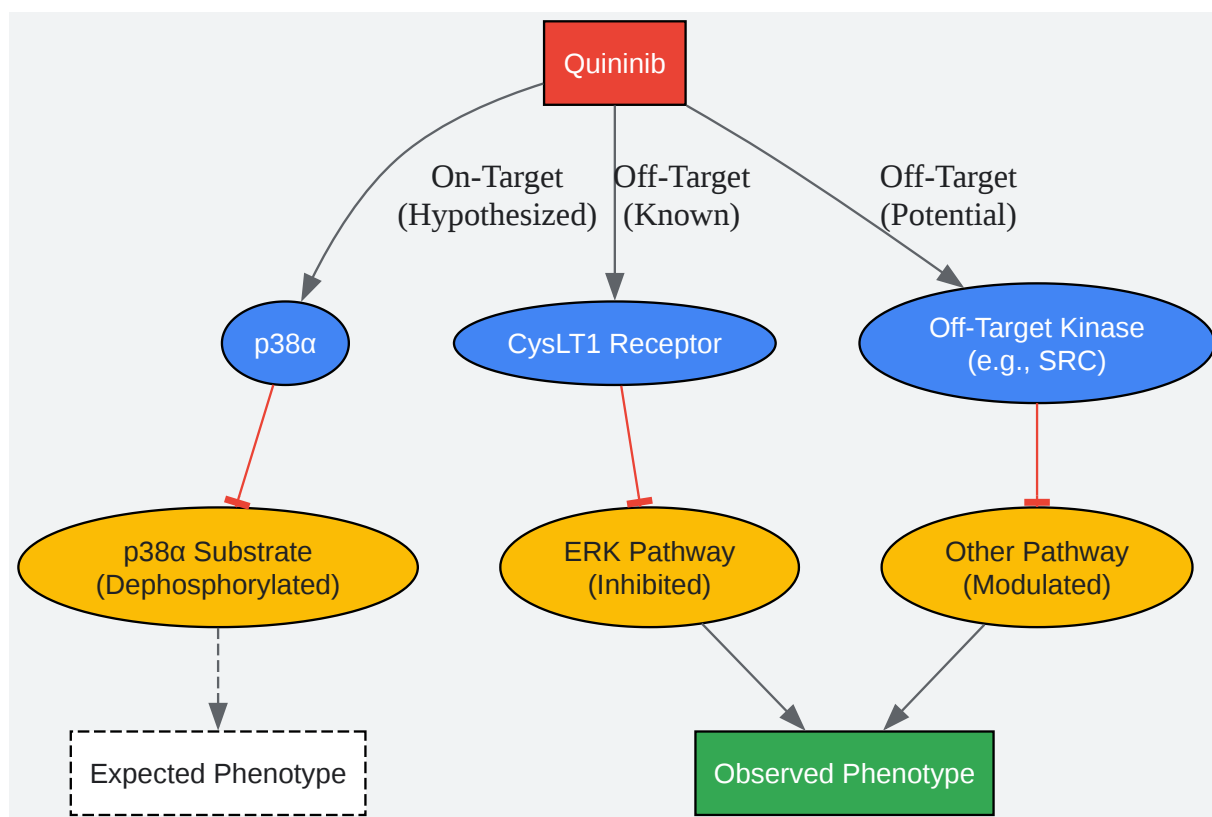 Quininib
On-Target
(Hypothesized)
Off-Target
(Known)
Off-Target
(Potential)
p38α
CysLT1 Receptor
Off-Target Kinase
(e.g., SRC)
p38α Substrate
(Dephosphorylated)
ERK Pathway
(Inhibited)
Other Pathway
(Modulated)
Expected Phenotype
Observed Phenotype